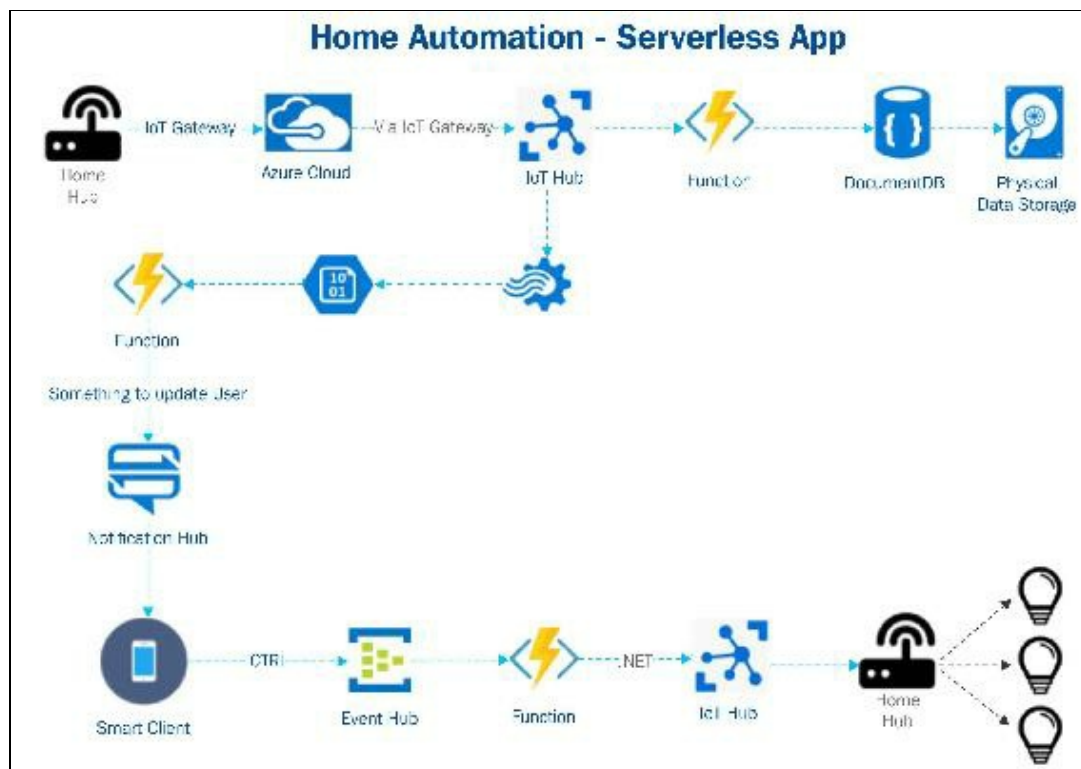 Home Automation - Serverless App
IoT Gateway
Via IoT Gateway
Home
Hub
Azure Cloud
IoT Hub
Function
DocumentDB
Physical
Data Storage
10
01
Function
Something to update User
Notification Hub
CTRL
.NET
Smart Client
Event Hub
Function
IoT Hub
Home
Hub